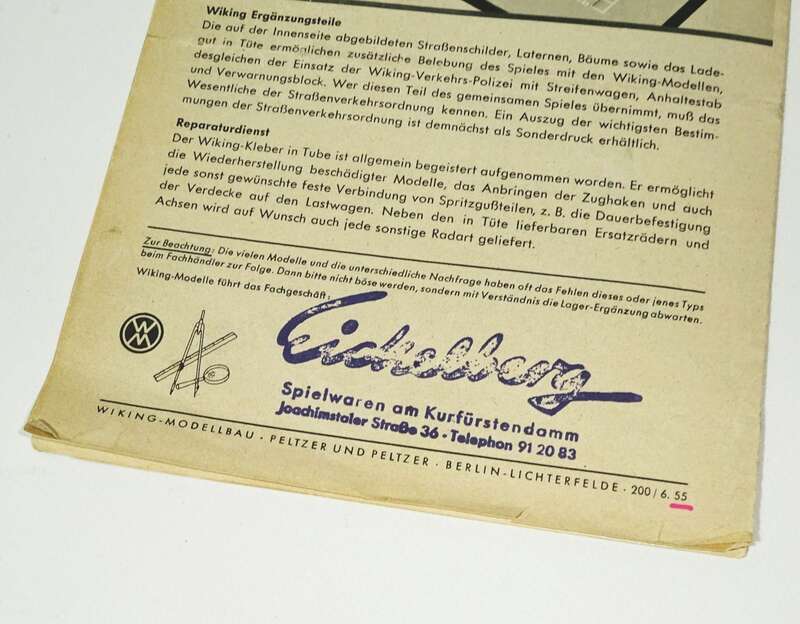 Wiking Ergänzungsteile
Die auf der Innenseite abgebildeten Straßenschilder, Laternen, Bäume sowie das Lade-
gut in Tüte ermöglichen zusätzliche Belebung des Spieles mit den Wiking-Modellen,
desgleichen der Einsatz der Wiking-Verkehrs-Polizei mit Streifenwagen, Anhaltestab
und Verwarnungsblock. Wer diesen Teil des gemeinsamen Spieles übernimmt, muß das
Wesentliche der Straßenverkehrsordnung kennen. Ein Auszug der wichtigsten Bestim-
mungen der Straßenverkehrsordnung ist demnächst als Sonderdruck erhältlich.
Reparaturdienst
Der Wiking-Kleber in Tube ist allgemein begeistert aufgenommen worden. Er ermöglicht
die Wiederherstellung beschädigter Modelle, das Anbringen der Zughaken und auch
jede sonst gewünschte feste Verbindung von Spritzgußteilen, z. B. die Dauerbefestigung
der Verdecke auf den Lastwagen. Neben den in Tüte lieferbaren Ersatzrädern und
Achsen wird auf Wunsch auch jede sonstige Radart geliefert.
Zur Beachtung: Die vielen Modelle und die unterschiedliche Nachfrage haben oft das Fehlen dieses oder jenes Typs
beim Fachhändler zur Folge. Dann bitte nicht böse werden, sondern mit Verständnis die Lager-Ergänzung abwarten.
Wiking-Modelle führt das Fachgeschäft:
WM
Eichelberg
Spielwaren am Kurfürstendamm
Joachimstaler Straße 36 · Telephon 91 20 83
WIKING-MODELLBAU · PELTZER UND PELTZER · BERLIN-LICHTERFELDE · 200/6. 55